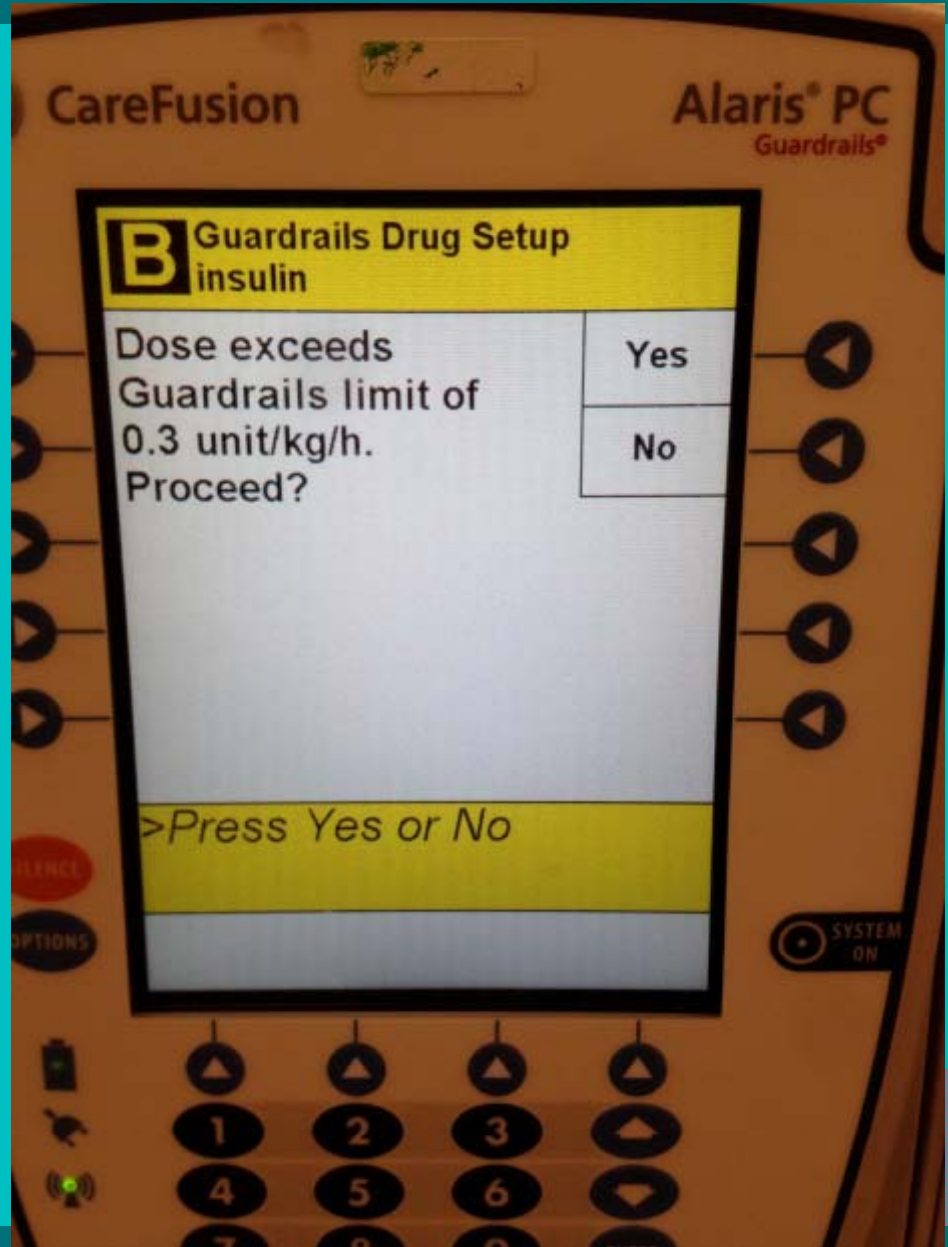 CareFusion
Alaris® PC
Guardrails®
B Guardrails Drug Setup
insulin
Dose exceeds
Guardrails limit of
0.3 unit/kg/h.
Proceed?
Yes
No
>Press Yes or No
OPTIONS
SYSTEM
ON
1 2 3
4 5 6